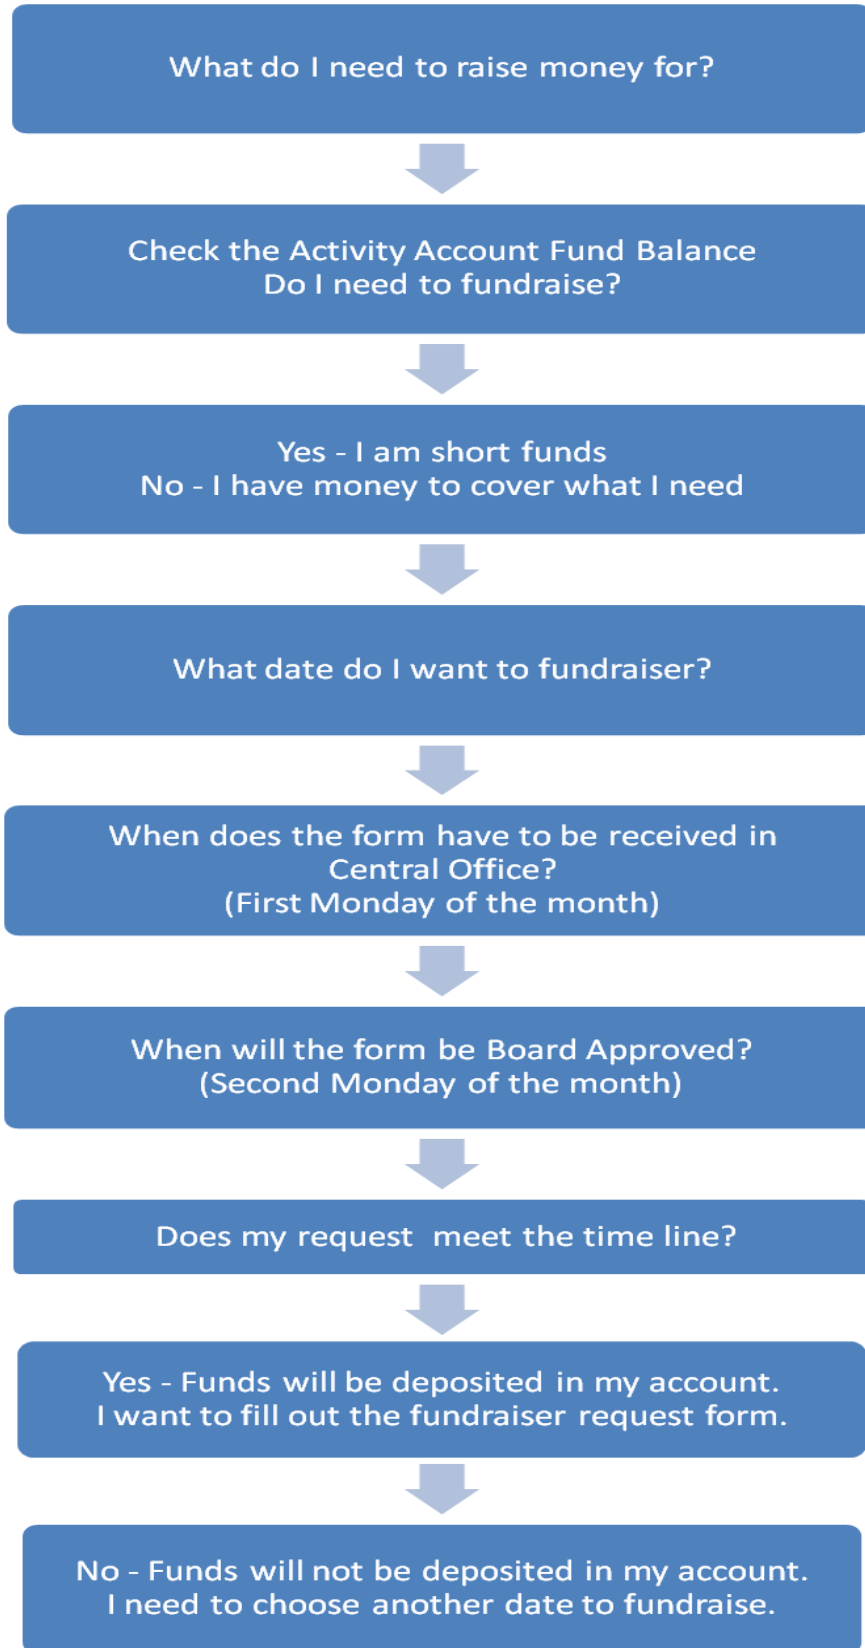 What do I need to raise money for?
Check the Activity Account Fund Balance
Do I need to fundraise?
Yes - I am short funds
No - I have money to cover what I need
What date do I want to fundraiser?
When does the form have to be received in
Central Office?
(First Monday of the month)
When will the form be Board Approved?
(Second Monday of the month)
Does my request  meet the time line?
Yes - Funds will be deposited in my account.
I want to fill out the fundraiser request form.
No - Funds will not be deposited in my account.
I need to choose another date to fundraise.